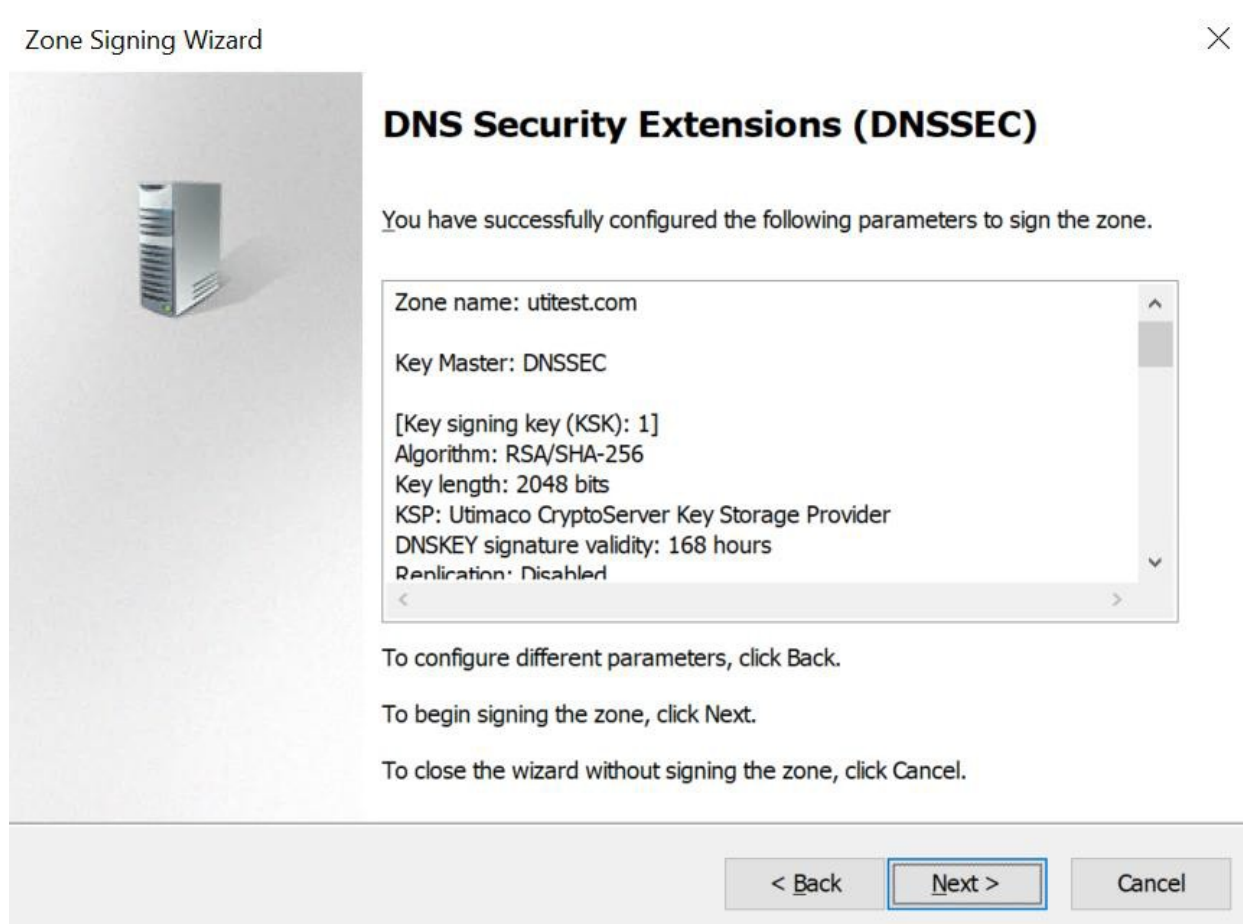 Zone Signing Wizard
DNS Security Extensions (DNSSEC)
You have successfully configured the following parameters to sign the zone.
Zone name: utitest.com
Key Master: DNSSEC
[Key signing key (KSK): 1]
Algorithm: RSA/SHA-256
Key length: 2048 bits
KSP: Utimaco CryptoServer Key Storage Provider
DNSKEY signature validity: 168 hours
Replication: Disabled
To configure different parameters, click Back.
To begin signing the zone, click Next.
To close the wizard without signing the zone, click Cancel.
< Back
Next >
Cancel